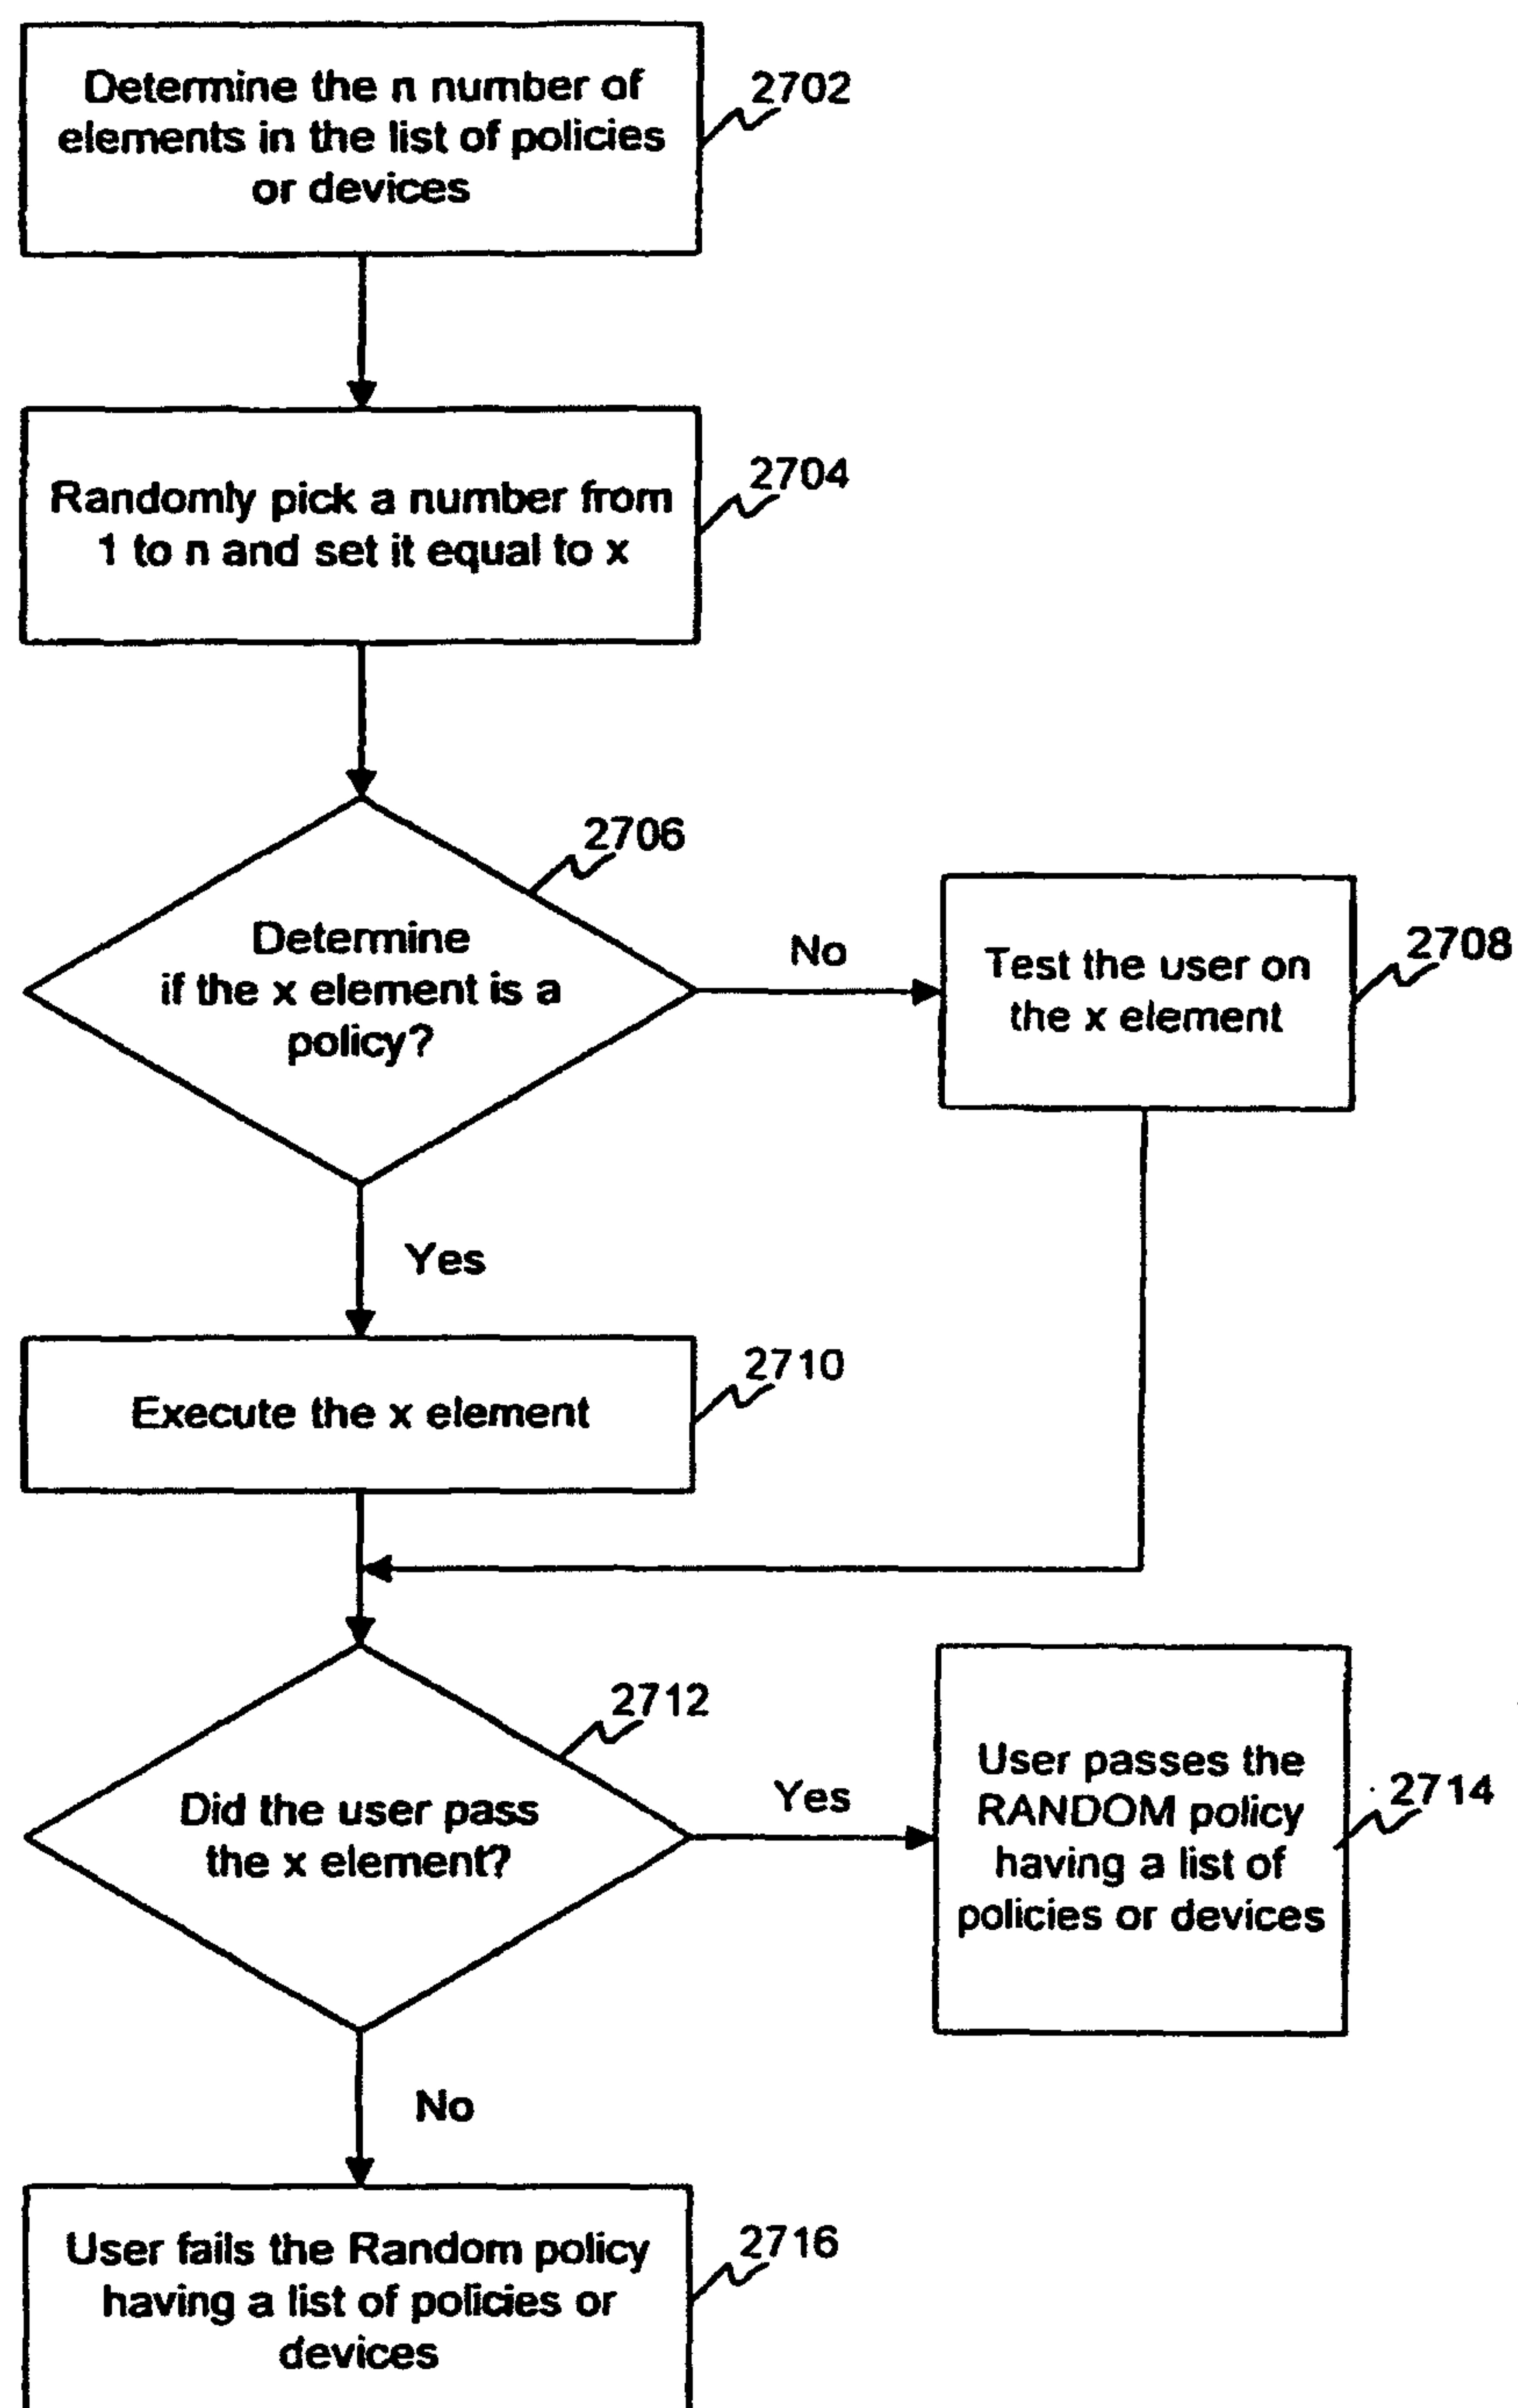 Determine the n number of
elements in the list of policies
or devices
2702
Randomly pick a number from
1 to n and set it equal to x
2704
2706
Determine
if the x element is a
policy?
No
Test the user on
the x element
2708
Yes
Execute the x element
2710
2712
Did the user pass
the x element?
Yes
User passes the
RANDOM policy
having a list of
policies or devices
2714
No
User fails the Random policy
having a list of policies or
devices
2716